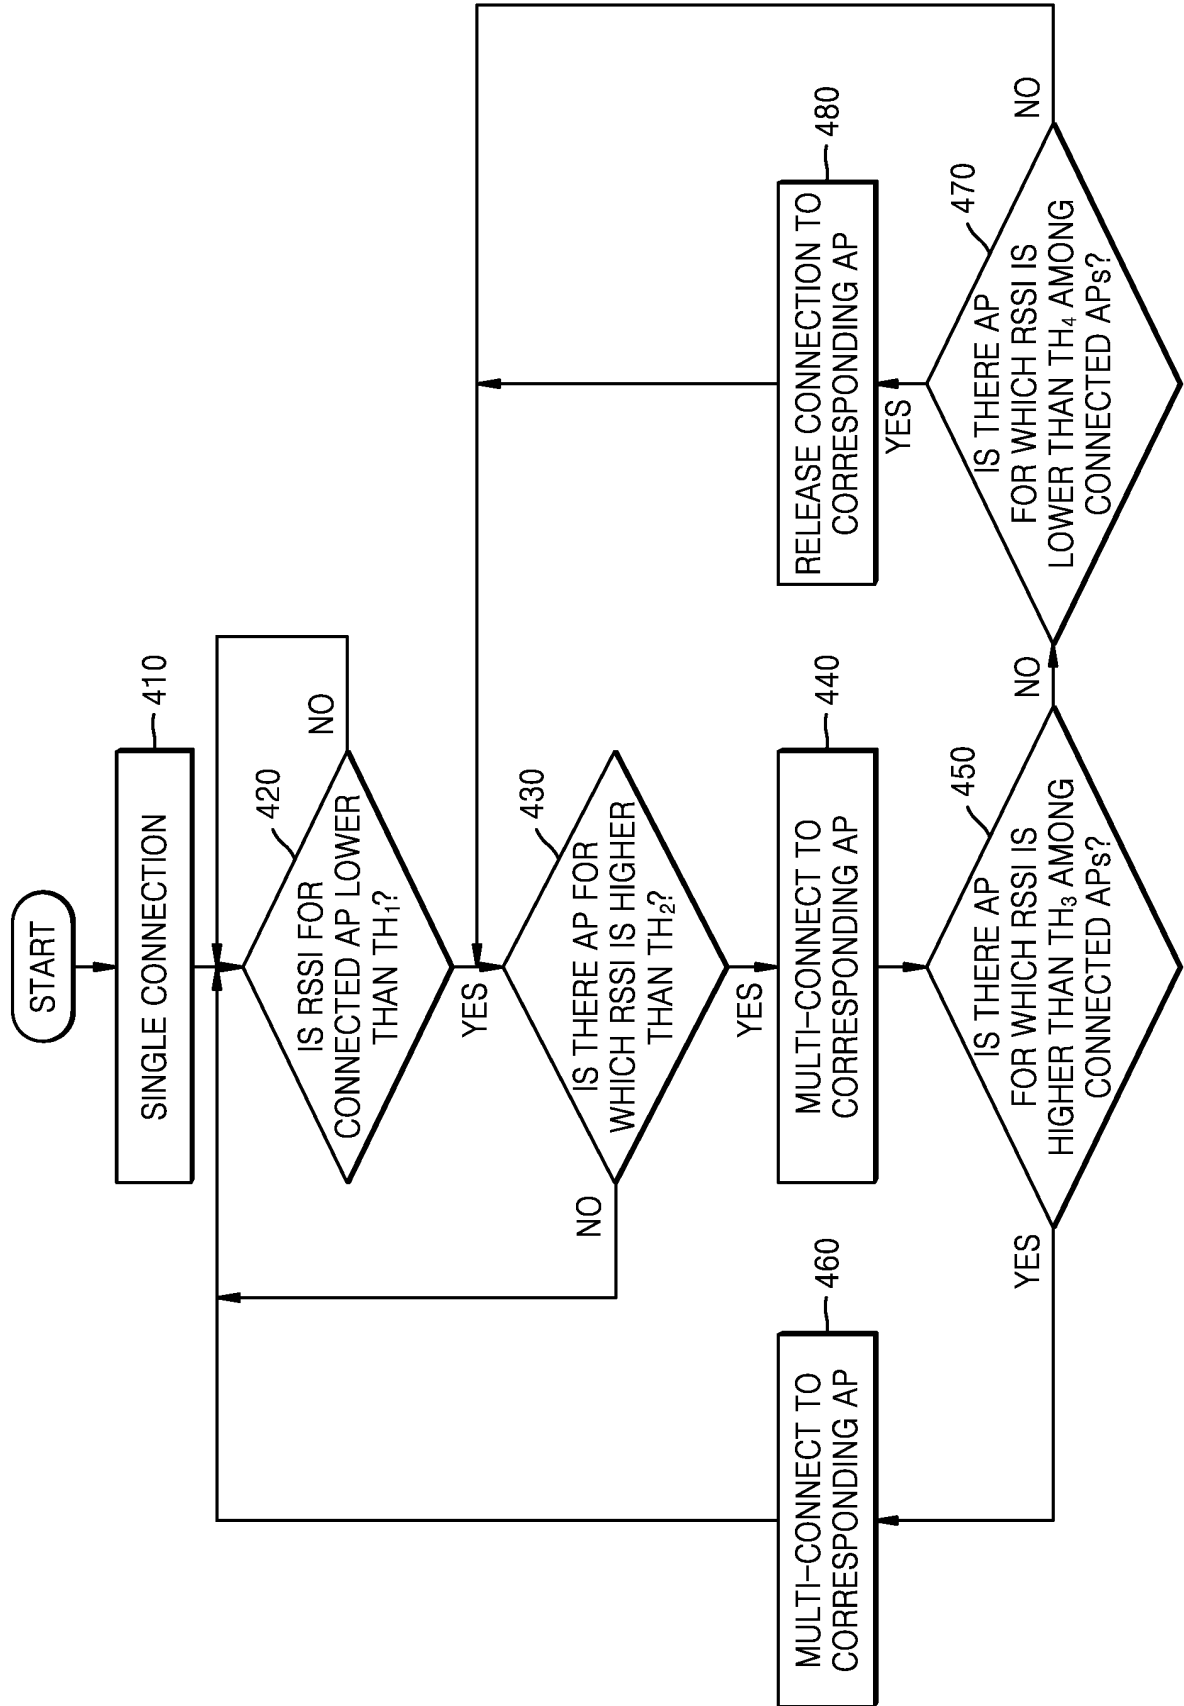 START
SINGLE CONNECTION
410
IS RSSI FOR
CONNECTED AP LOWER
THAN TH₁?
420
NO
YES
IS THERE AP FOR
WHICH RSSI IS HIGHER
THAN TH₂?
430
NO
YES
MULTI-CONNECT TO
CORRESPONDING AP
440
IS THERE AP
FOR WHICH RSSI IS
HIGHER THAN TH₃ AMONG
CONNECTED APs?
450
YES
NO
MULTI-CONNECT TO
CORRESPONDING AP
460
IS THERE AP
FOR WHICH RSSI IS
LOWER THAN TH₄ AMONG
CONNECTED APs?
470
YES
NO
RELEASE CONNECTION TO
CORRESPONDING AP
480